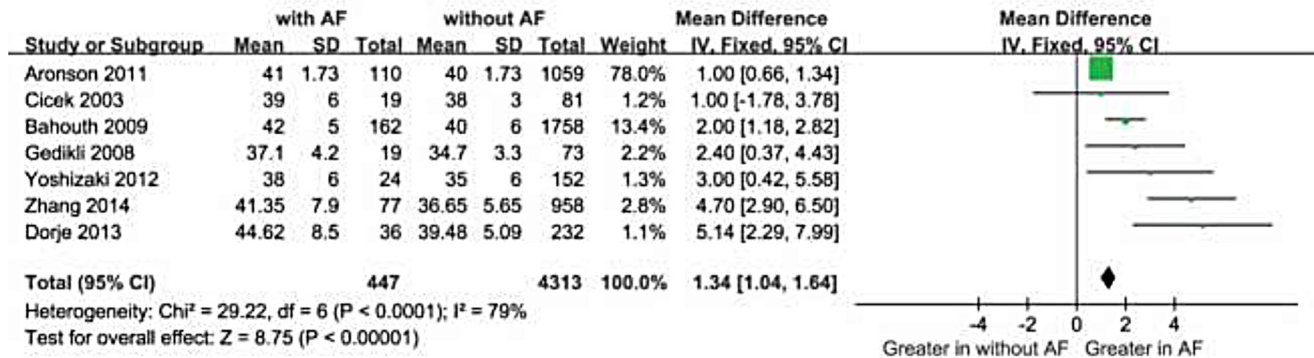 with AF without AF Mean Difference Mean Difference
Study or Subgroup Mean SD Total Mean SD Total Weight IV, Fixed, 95% CI IV, Fixed, 95% CI
Aronson 2011 41 1.73 110 40 1.73 1059 78.0% 1.00 [0.66, 1.34]
Cicek 2003 39 6 19 38 3 81 1.2% 1.00 [-1.78, 3.78]
Bahouth 2009 42 5 162 40 6 1758 13.4% 2.00 [1.18, 2.82]
Gedikli 2008 37.1 4.2 19 34.7 3.3 73 2.2% 2.40 [0.37, 4.43]
Yoshizaki 2012 38 6 24 35 6 152 1.3% 3.00 [0.42, 5.58]
Zhang 2014 41.35 7.9 77 36.65 5.65 958 2.8% 4.70 [2.90, 6.50]
Dorje 2013 44.62 8.5 36 39.48 5.09 232 1.1% 5.14 [2.29, 7.99]
Total (95% CI) 447 4313 100.0% 1.34 [1.04, 1.64]
Heterogeneity: Chi² = 29.22, df = 6 (P < 0.0001); I² = 79%
Test for overall effect: Z = 8.75 (P < 0.00001)
-4 -2 0 2 4
Greater in without AF Greater in AF